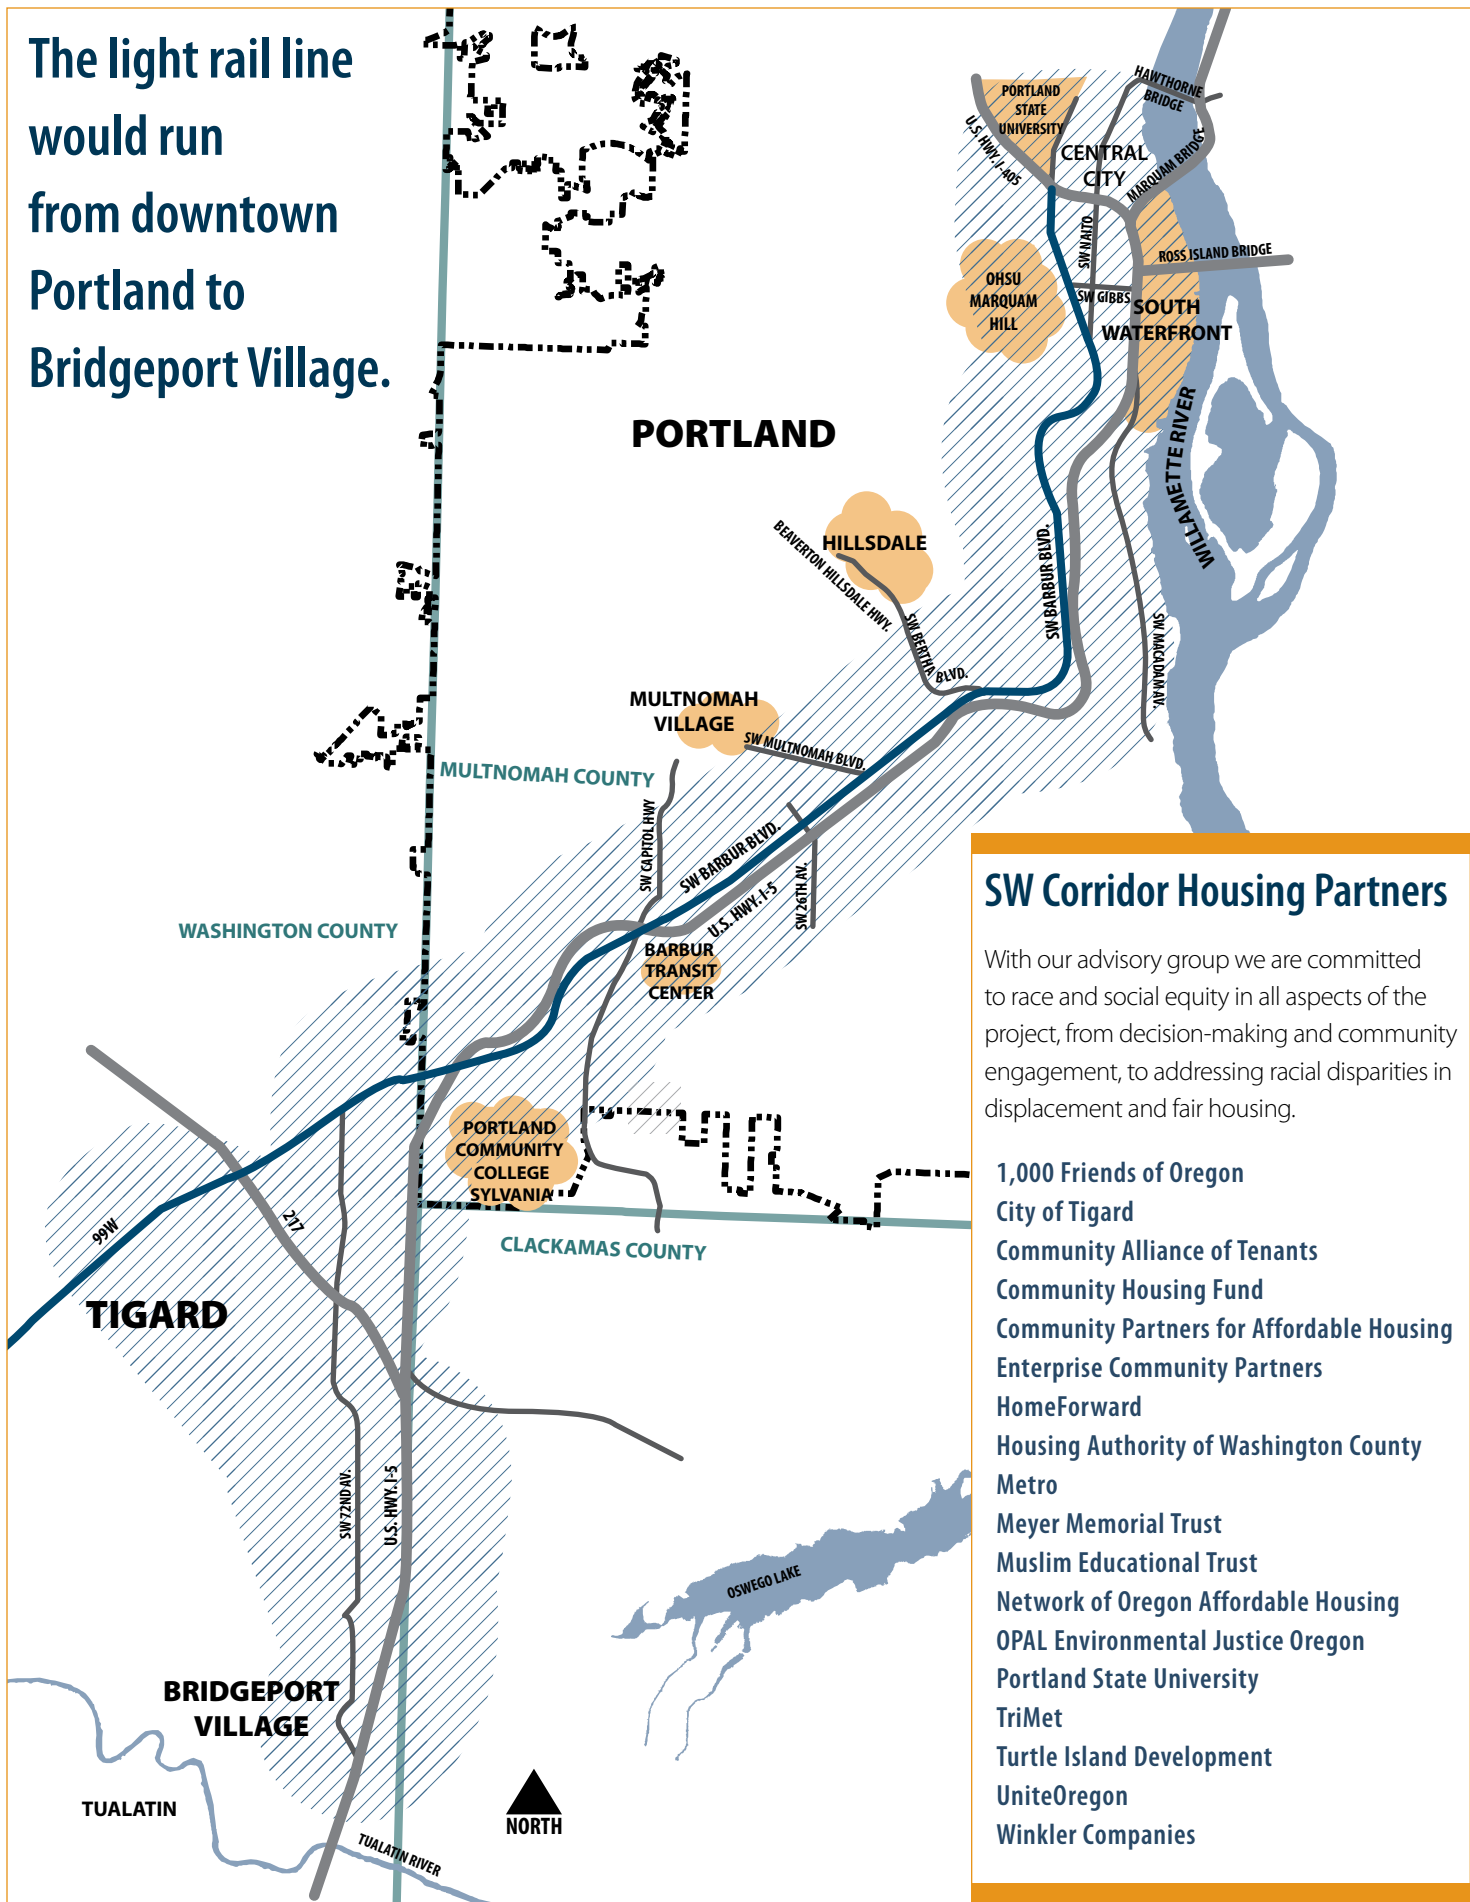 The light rail line
would run
from downtown
Portland to
Bridgeport Village.
HAWTHORNE
BRIDGE
PORTLAND
STATE
UNIVERSITY
U.S. HWY. I-405
CENTRAL
CITY
MARQUAM BRIDGE
SW NAITO
ROSS ISLAND BRIDGE
OHSU
MARQUAM
HILL
SW GIBBS
SOUTH
WATERFRONT
WILLAMETTE RIVER
PORTLAND
HILLSDALE
BEAVERTON HILLSDALE HWY.
SW BERTHA BLVD.
SW BARBUR BLVD.
SW MACADAM AV.
MULTNOMAH
VILLAGE
SW MULTNOMAH BLVD.
MULTNOMAH COUNTY
SW CAPITOL HWY
SW BARBUR BLVD.
U.S. HWY. I-5
SW 26TH AV.
WASHINGTON COUNTY
BARBUR
TRANSIT
CENTER
PORTLAND
COMMUNITY
COLLEGE
SYLVANIA
CLACKAMAS COUNTY
99W
217
TIGARD
SW 72ND AV.
U.S. HWY. I-5
OSWEGO LAKE
BRIDGEPORT
VILLAGE
TUALATIN
TUALATIN RIVER
NORTH
SW Corridor Housing Partners
With our advisory group we are committed
to race and social equity in all aspects of the
project, from decision-making and community
engagement, to addressing racial disparities in
displacement and fair housing.
1,000 Friends of Oregon
City of Tigard
Community Alliance of Tenants
Community Housing Fund
Community Partners for Affordable Housing
Enterprise Community Partners
HomeForward
Housing Authority of Washington County
Metro
Meyer Memorial Trust
Muslim Educational Trust
Network of Oregon Affordable Housing
OPAL Environmental Justice Oregon
Portland State University
TriMet
Turtle Island Development
UniteOregon
Winkler Companies